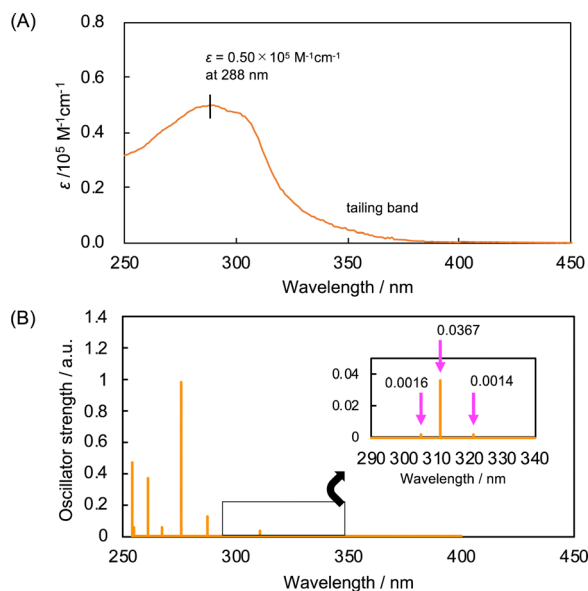 (A)
0.8
0.6
0.4
0.2
0.0
ε /10⁵ M⁻¹cm⁻¹
ε = 0.50×10⁵ M⁻¹cm⁻¹
at 288 nm
tailing band
250 300 350 400 450
Wavelength / nm
(B)
1.4
1.2
1
0.8
0.6
0.4
0.2
0
Oscillator strength / a.u.
0.0367
0.0016
0.0014
0.04
0.02
0
290 300 310 320 330 340
Wavelength / nm
250 300 350 400 450
Wavelength / nm